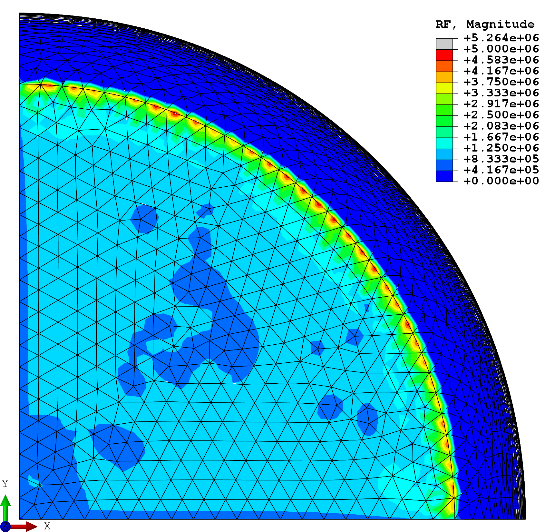 RF, Magnitude
+5.264e+06
+5.000e+06
+4.583e+06
+4.167e+06
+3.750e+06
+3.333e+06
+2.917e+06
+2.500e+06
+2.083e+06
+1.667e+06
+1.250e+06
+8.333e+05
+4.167e+05
+0.000e+00
Y
X